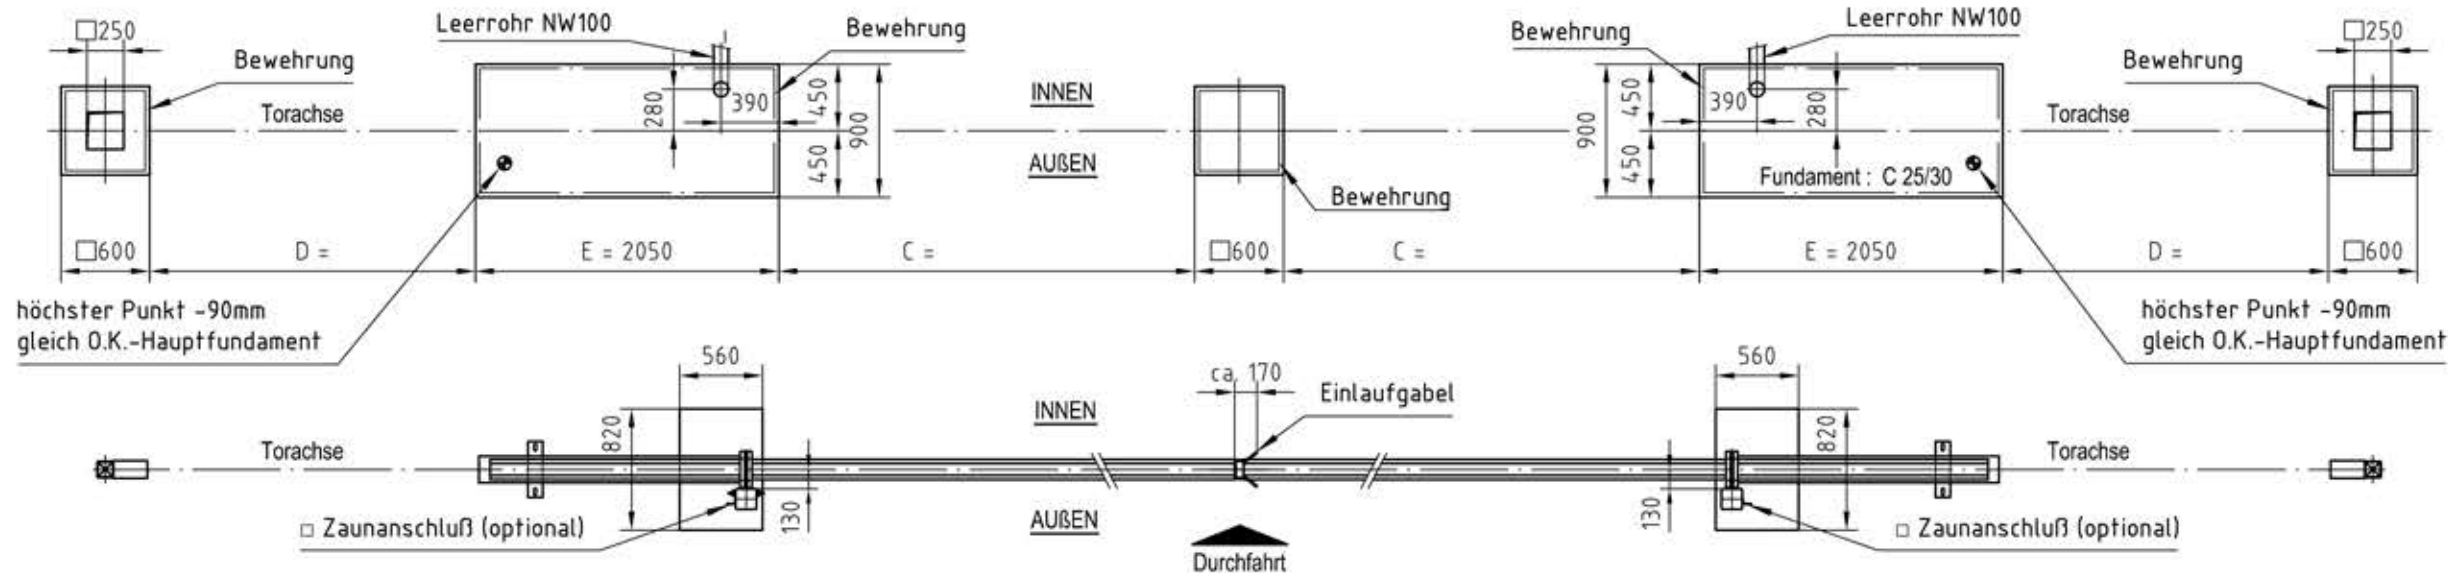 □250
Bewehrung
Torachse
Leerrohr NW100
Bewehrung
280
390
450
450
900
INNEN
AUßEN
Bewehrung
Bewehrung
Leerrohr NW100
900
450
450
390
280
Fundament : C 25/30
Torachse
Bewehrung
□250
□600
D =
E = 2050
C =
□600
C =
E = 2050
D =
□600
höchster Punkt -90mm
gleich O.K.-Hauptfundament
höchster Punkt -90mm
gleich O.K.-Hauptfundament
560
820
Torachse
130
□ Zaunanschluß (optional)
INNEN
AUßEN
ca. 170
Einlaufgabel
Durchfahrt
560
820
130
Torachse
□ Zaunanschluß (optional)